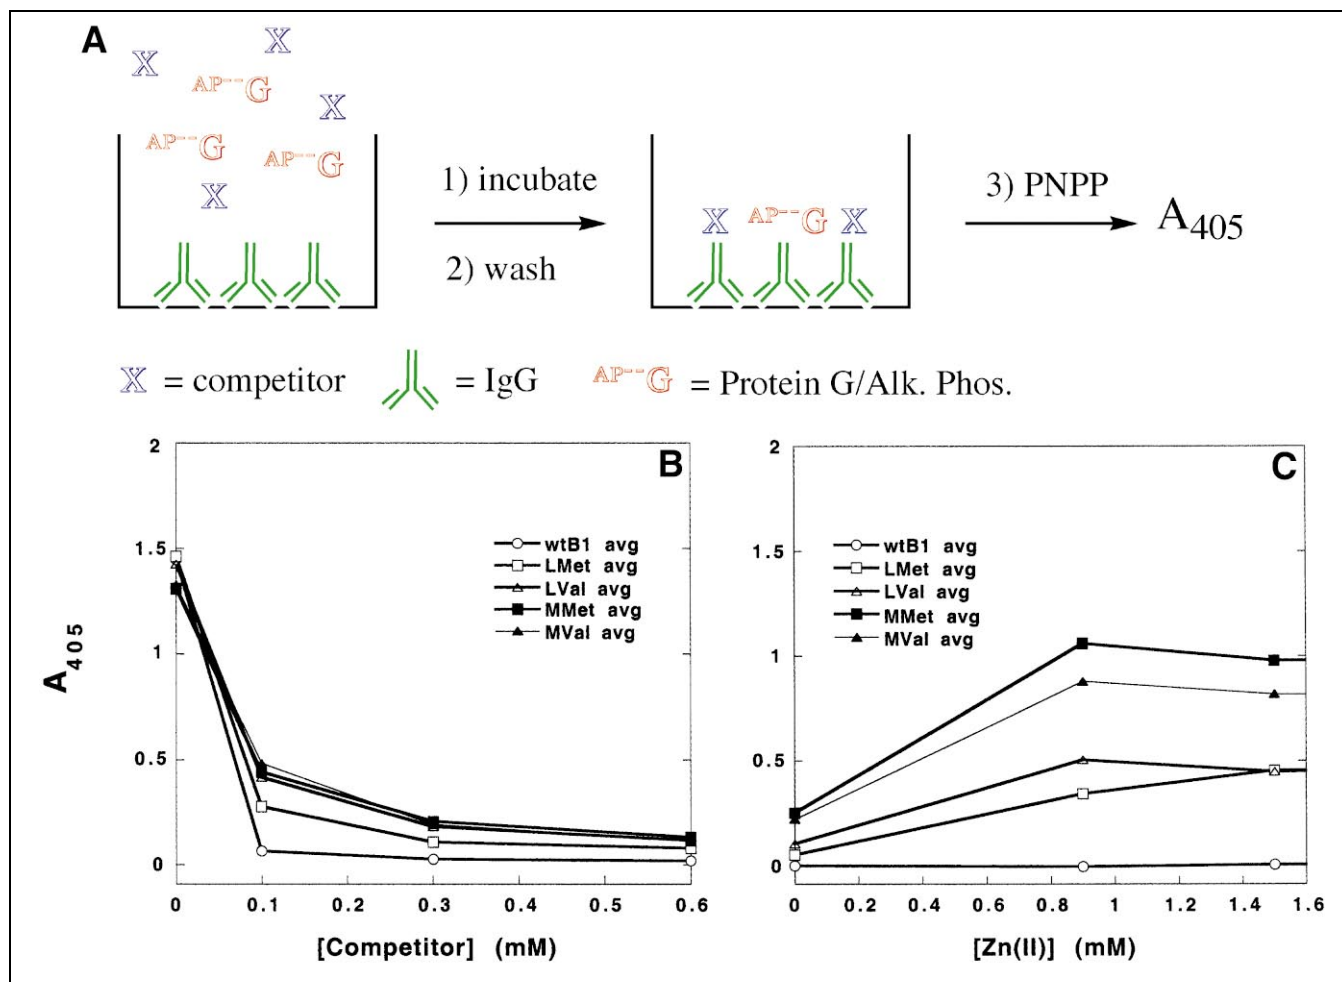 A
X
X
AP--G
X
AP--G
AP--G
X
1) incubate
2) wash
X AP--G X
3) PNPP
A405
X = competitor
= IgG
AP--G = Protein G/Alk. Phos.
B
2
1.5
1
0.5
0
A405
wtB1 avg
LMet avg
LVal avg
MMet avg
MVal avg
0 0.1 0.2 0.3 0.4 0.5 0.6
[Competitor] (mM)
C
2
1.5
1
0.5
0
wtB1 avg
LMet avg
LVal avg
MMet avg
MVal avg
0 0.2 0.4 0.6 0.8 1 1.2 1.4 1.6
[Zn(II)] (mM)